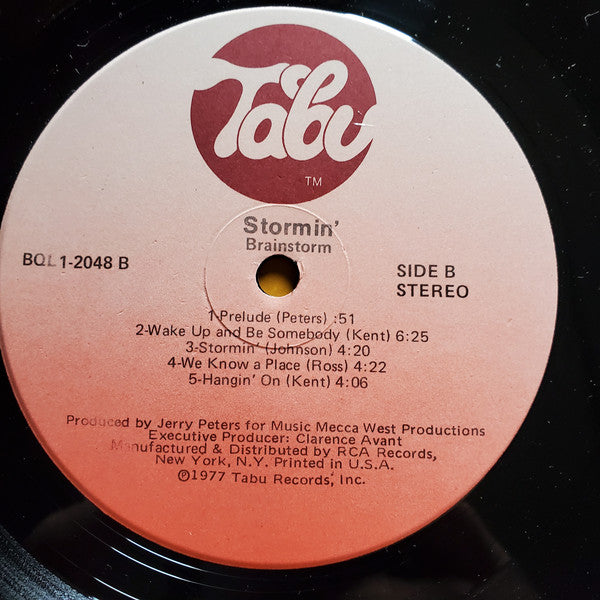 Tabu
TM
Stormin'
Brainstorm
BQL1-2048 B
SIDE B
STEREO
1-Prelude (Peters) :51
2-Wake Up and Be Somebody (Kent) 6:25
3-Stormin' (Johnson) 4:20
4-We Know a Place (Ross) 4:22
5-Hangin' On (Kent) 4:06
Produced by Jerry Peters for Music Mecca West Productions
Executive Producer: Clarence Avant
Manufactured & Distributed by RCA Records,
New York, N.Y. Printed in U.S.A.
℗1977 Tabu Records, Inc.